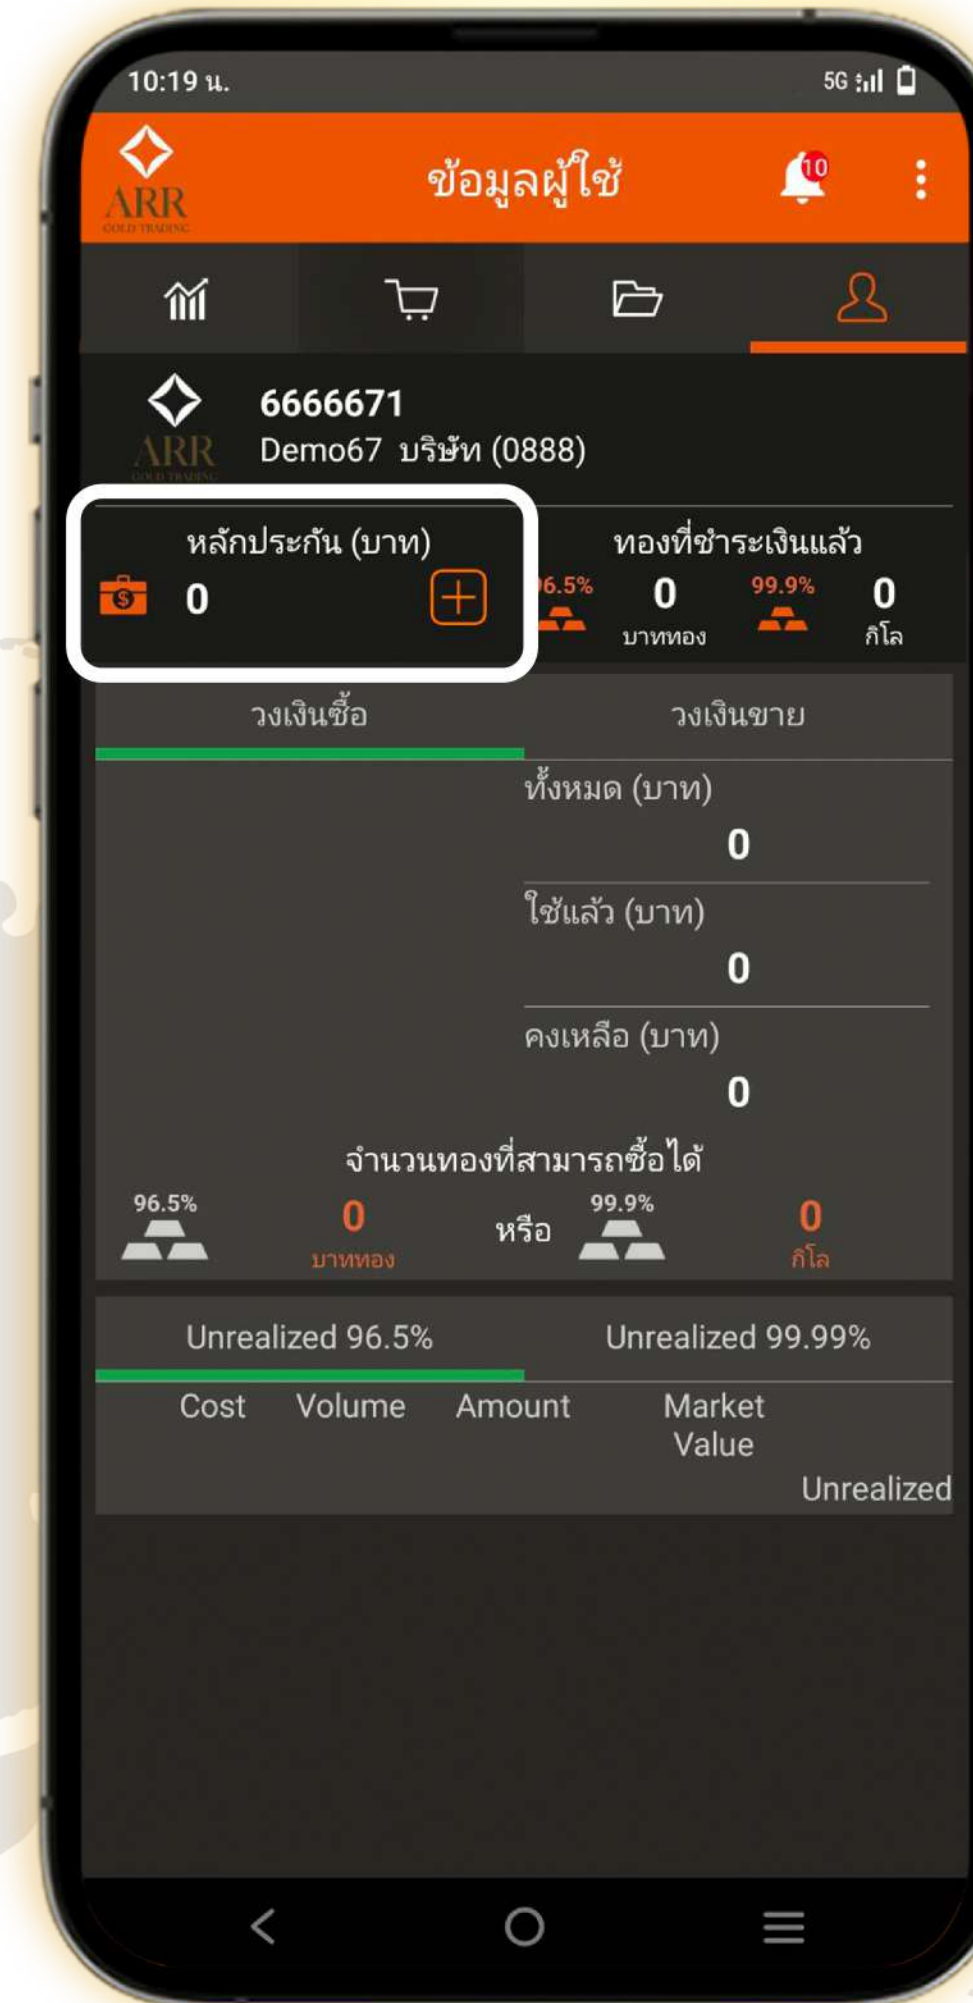 10:19 น. 5G
ARR
GOLD TRADING
ข้อมูลผู้ใช้
10
ARR
GOLD TRADING
6666671
Demo67 บริษัท (0888)
หลักประกัน (บาท)
0
ทองที่ชำระเงินแล้ว
96.5% 0 99.9% 0
บาททอง กิโล
วงเงินซื้อ วงเงินขาย
ทั้งหมด (บาท)
0
ใช้แล้ว (บาท)
0
คงเหลือ (บาท)
0
จำนวนทองที่สามารถซื้อได้
96.5% 0 หรือ 99.9% 0
บาททอง กิโล
Unrealized 96.5% Unrealized 99.99%
Cost Volume Amount Market
Value
Unrealized